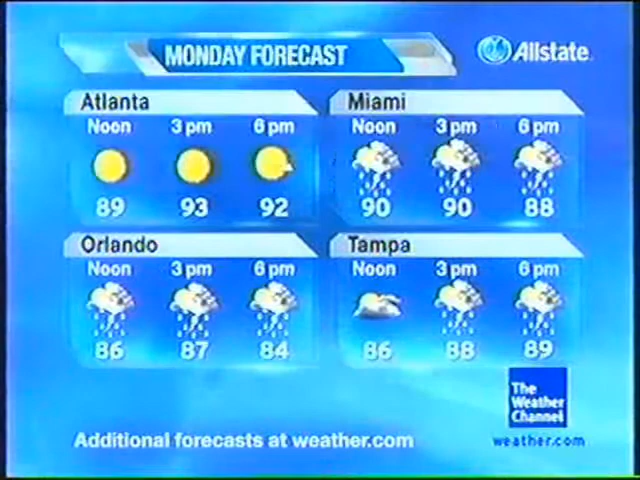 MONDAY FORECAST
Allstate
Atlanta
Noon 3 pm 6 pm
89 93 92
Miami
Noon 3 pm 6 pm
90 90 88
Orlando
Noon 3 pm 6 pm
86 87 84
Tampa
Noon 3 pm 6 pm
86 88 89
The
Weather
Channel
Additional forecasts at weather.com
weather.com